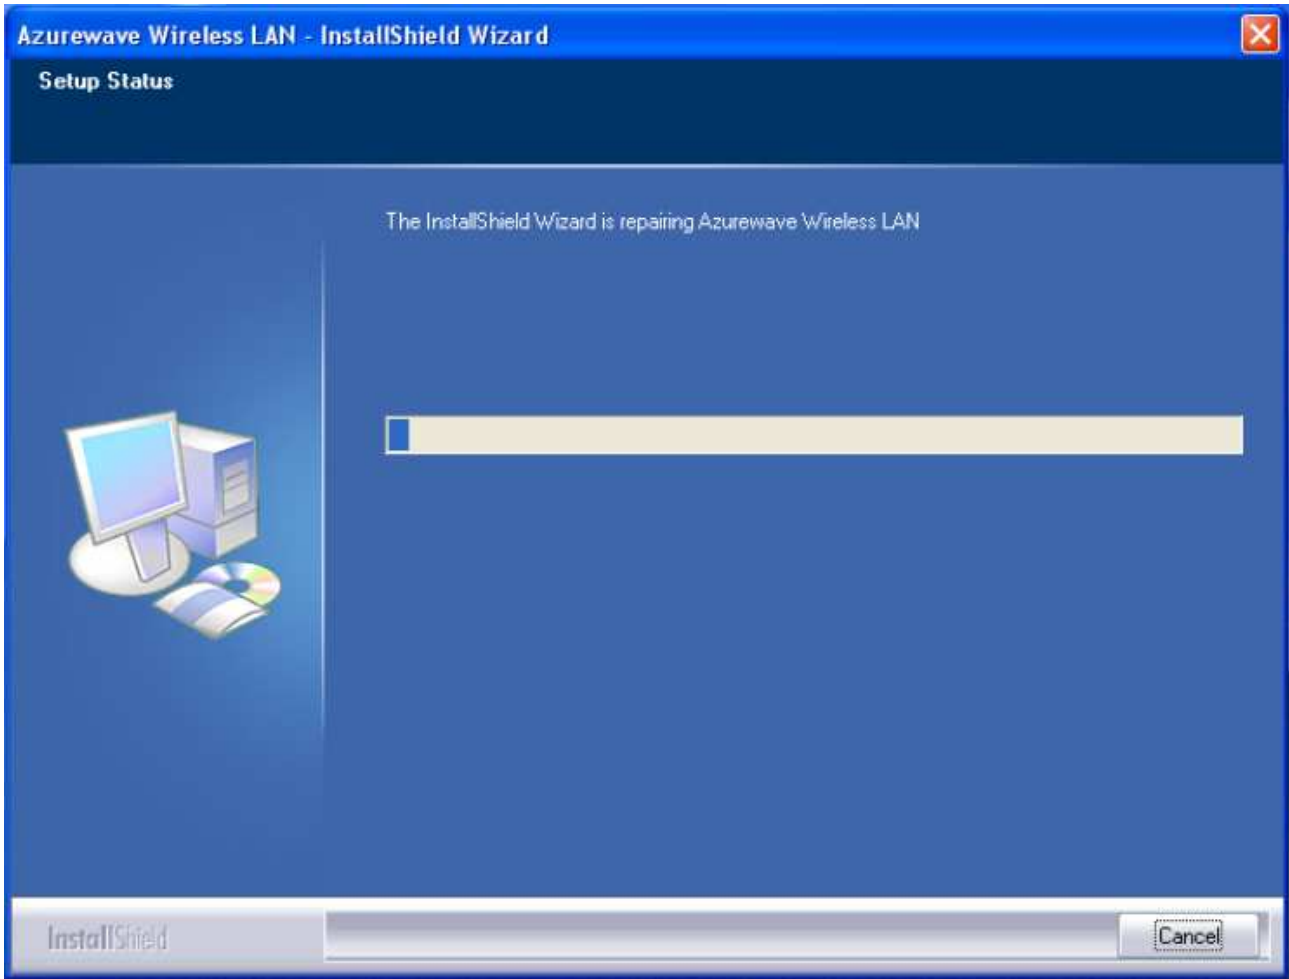 Azurewave Wireless LAN - InstallShield Wizard
Setup Status
The InstallShield Wizard is repairing Azurewave Wireless LAN
InstallShield
Cancel